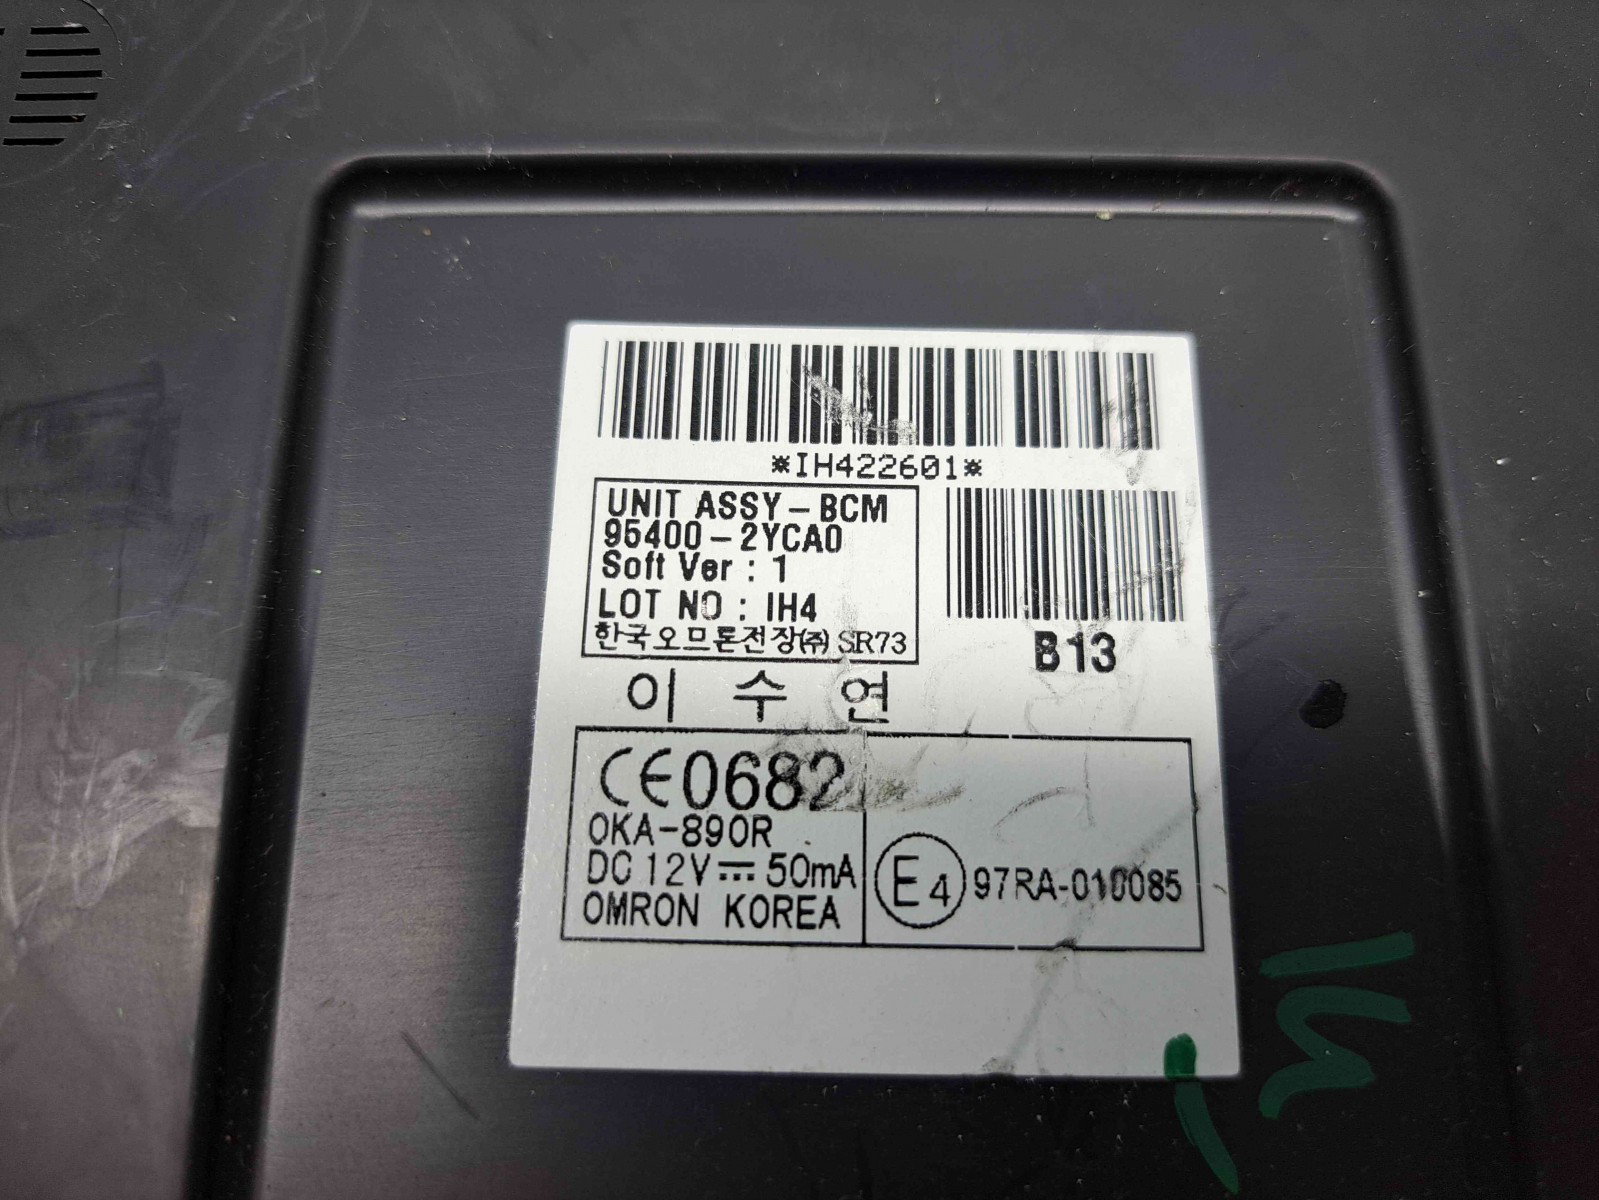 *IH422601*
UNIT ASSY-BCM
95400-2YCA0
Soft Ver : 1
LOT NO : IH4
한국오므론전장(주) SR73
B13
이 수 연
CE0682
OKA-890R
DC 12V⎓50mA
OMRON KOREA
E4 97RA-010085